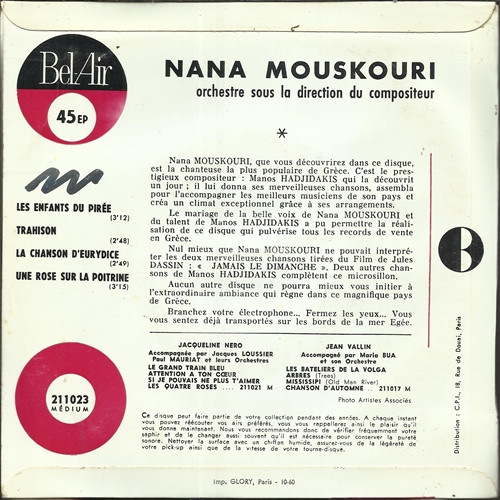 Bel Air
45 EP
NANA MOUSKOURI
orchestre sous la direction du compositeur
*
LES ENFANTS DU PIRÉE
(3'12)
TRAHISON
(2'48)
LA CHANSON D'EURYDICE
(2'49)
UNE ROSE SUR LA POITRINE
(3'15)
Nana MOUSKOURI, que vous découvrirez dans ce disque,
est la chanteuse la plus populaire de Grèce. C'est le pres-
tigieux compositeur : Manos HADJIDAKIS qui la découvrit
un jour ; il lui donna ses merveilleuses chansons, assembla
pour l'accompagner les meilleurs musiciens de son pays et
créa un climat exceptionnel grâce à ses arrangements.
Le mariage de la belle voix de Nana MOUSKOURI et
du talent de Manos HADJIDAKIS a pu permettre la réali-
sation de ce disque qui pulvérise tous les records de vente
en Grèce.
Nul mieux que Nana MOUSKOURI ne pouvait interpré-
ter les deux merveilleuses chansons tirées du Film de Jules
DASSIN : « JAMAIS LE DIMANCHE ». Deux autres chan-
sons de Manos HADJIDAKIS complètent ce microsillon.
Aucun autre disque ne pourra mieux vous initier à
l'extraordinaire ambiance qui règne dans ce magnifique pays
de Grèce.
Branchez votre électrophone... Fermez les yeux... Vous
vous sentez déjà transportés sur les bords de la mer Egée.
B
Distribution : C.P.I., 18, Rue de Douai, Paris
211023
MÉDIUM
JACQUELINE NERO
Accompagnée par Jacques LOUSSIER
Paul MAURIAT et leurs Orchestres
LE GRAND TRAIN BLEU
ATTENTION A TON CŒUR
SI JE POUVAIS NE PLUS T'AIMER
LES QUATRE ROSES .... 211021 M
JEAN VALLIN
Accompagné par Mario BUA
et son Orchestre
LES BATELIERS DE LA VOLGA
ARBRES (Trees)
MISSISSIPI (Old Man River)
CHANSON D'AUTOMNE .. 211017 M
Photo Artistes Associés
Ce disque peut faire partie de votre collection pendant des années. A chaque instant
vous pouvez réécouter vos airs préférés, vous vous rappellerez ainsi le plaisir qu'il
vous donne maintenant. Nous vous recommandons donc de vérifier fréquemment votre
saphir et de le changer aussi souvent qu'il est nécessaire pour conserver la pureté
sonore. Nettoyer la surface avec un chiffon humide, assurez-vous de la légèreté de
votre pick-up ainsi que de la vitesse de votre tourne-disque.
Imp. GLORY, Paris - 10-60